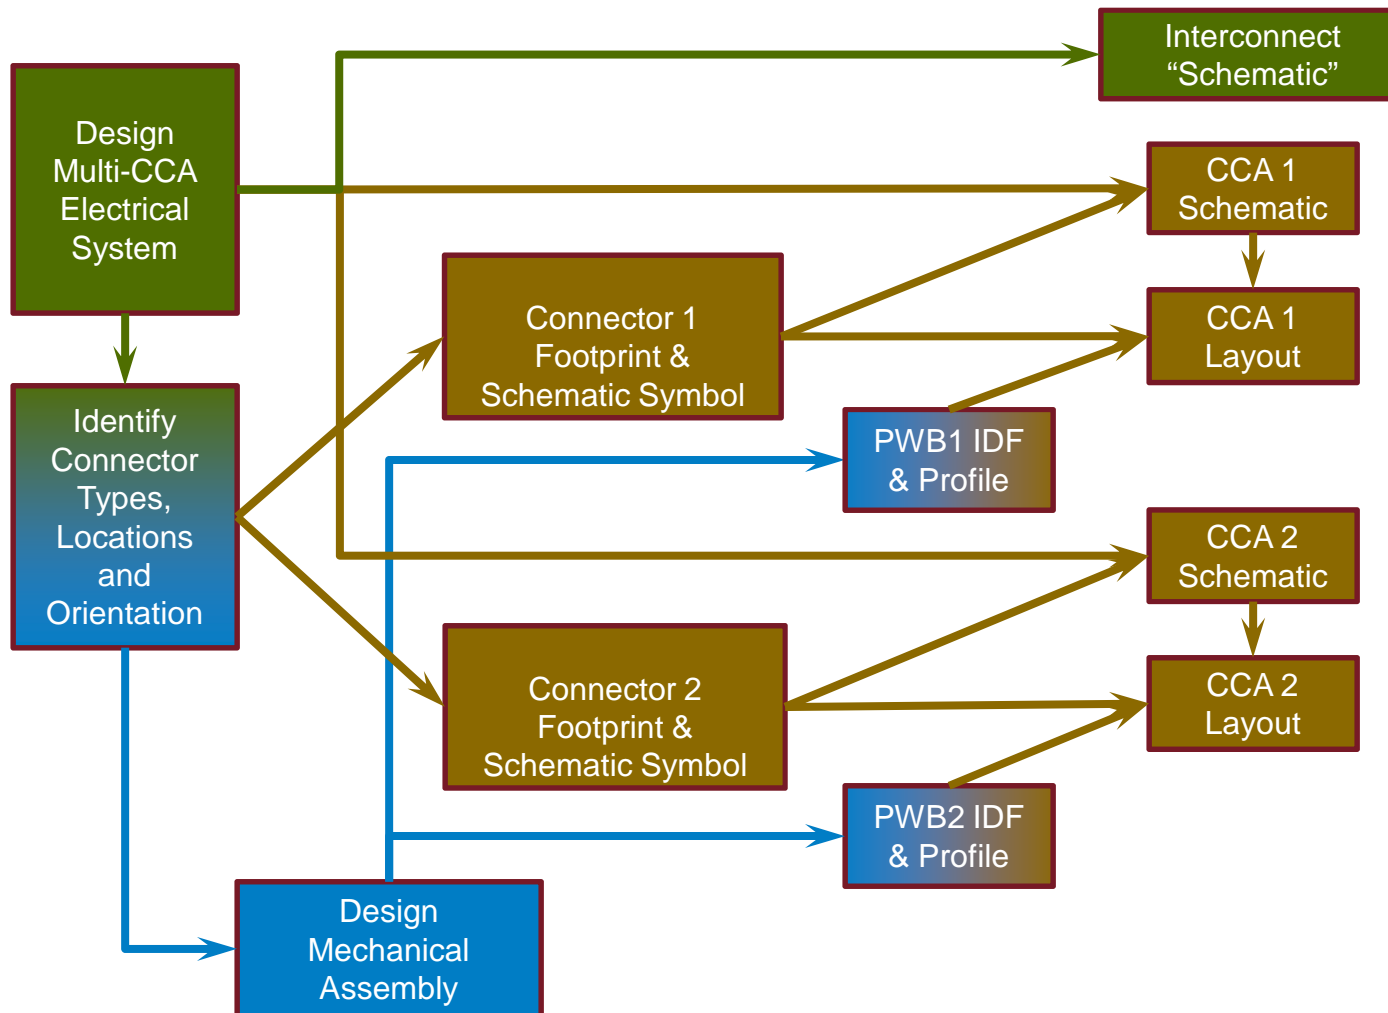 Interconnect
“Schematic”
Design
Multi-CCA
Electrical
System
CCA 1
Schematic
Connector 1
Footprint &
Schematic Symbol
CCA 1
Layout
Identify
Connector
Types,
Locations
and
Orientation
PWB1 IDF
& Profile
CCA 2
Schematic
Connector 2
Footprint &
Schematic Symbol
CCA 2
Layout
PWB2 IDF
& Profile
Design
Mechanical
Assembly